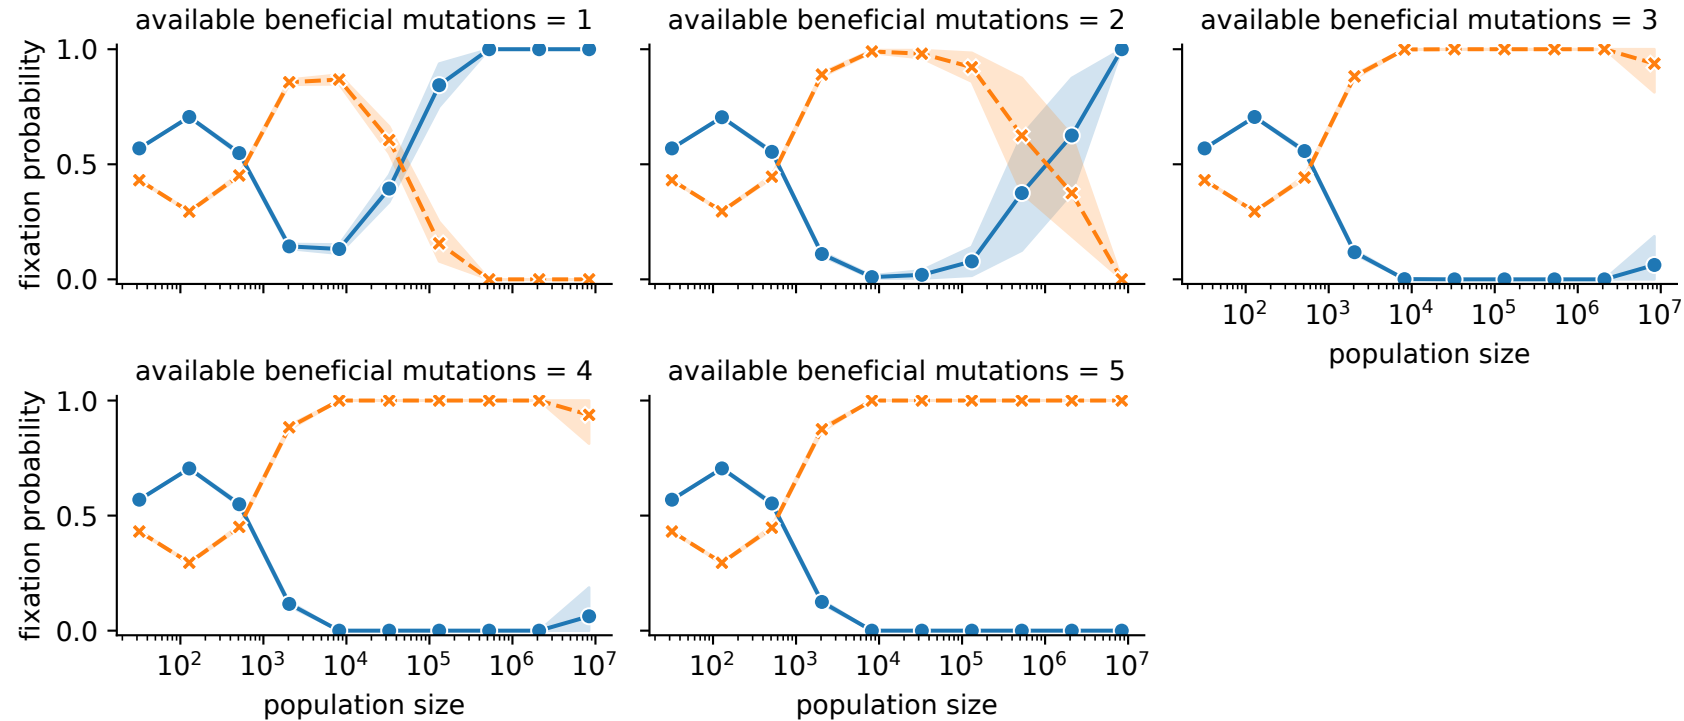 available beneficial mutations = 1
available beneficial mutations = 2
available beneficial mutations = 3
fixation probability
1.0
0.5
0.0
10² 10³ 10⁴ 10⁵ 10⁶ 10⁷
population size
available beneficial mutations = 4
available beneficial mutations = 5
fixation probability
1.0
0.5
0.0
10² 10³ 10⁴ 10⁵ 10⁶ 10⁷
population size
10² 10³ 10⁴ 10⁵ 10⁶ 10⁷
population size